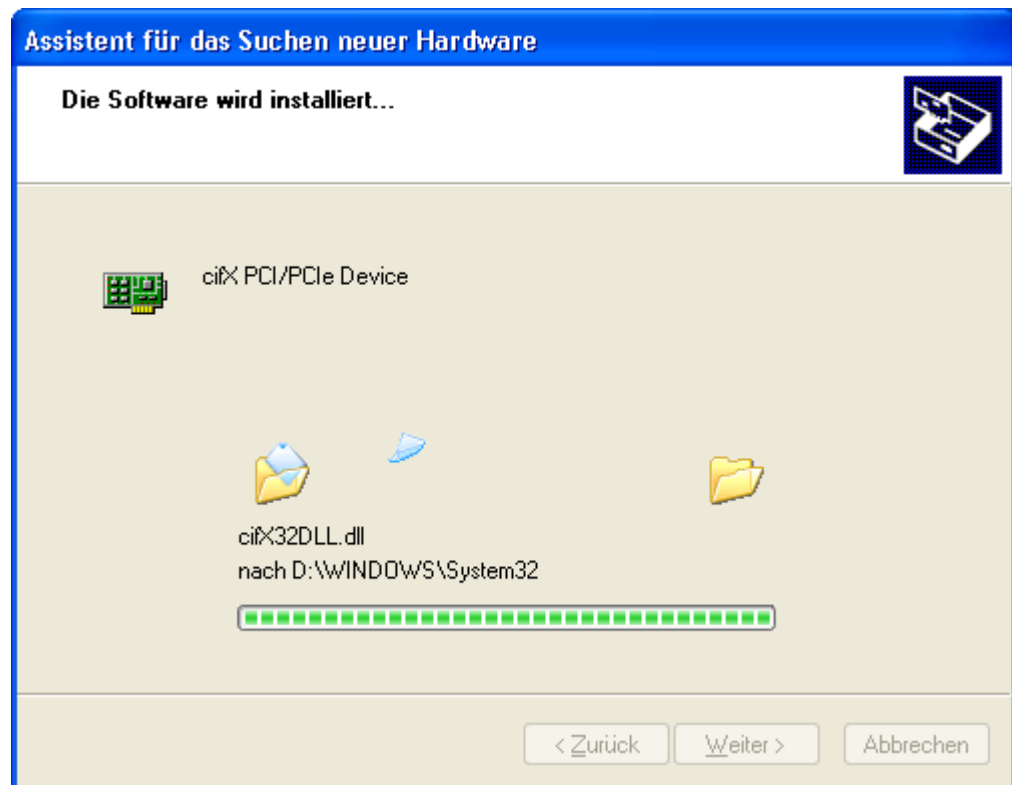 Assistent für das Suchen neuer Hardware
Die Software wird installiert...
cifX PCI/PCIe Device
cifX32DLL.dll
nach D:\WINDOWS\System32
< Zurück
Weiter >
Abbrechen